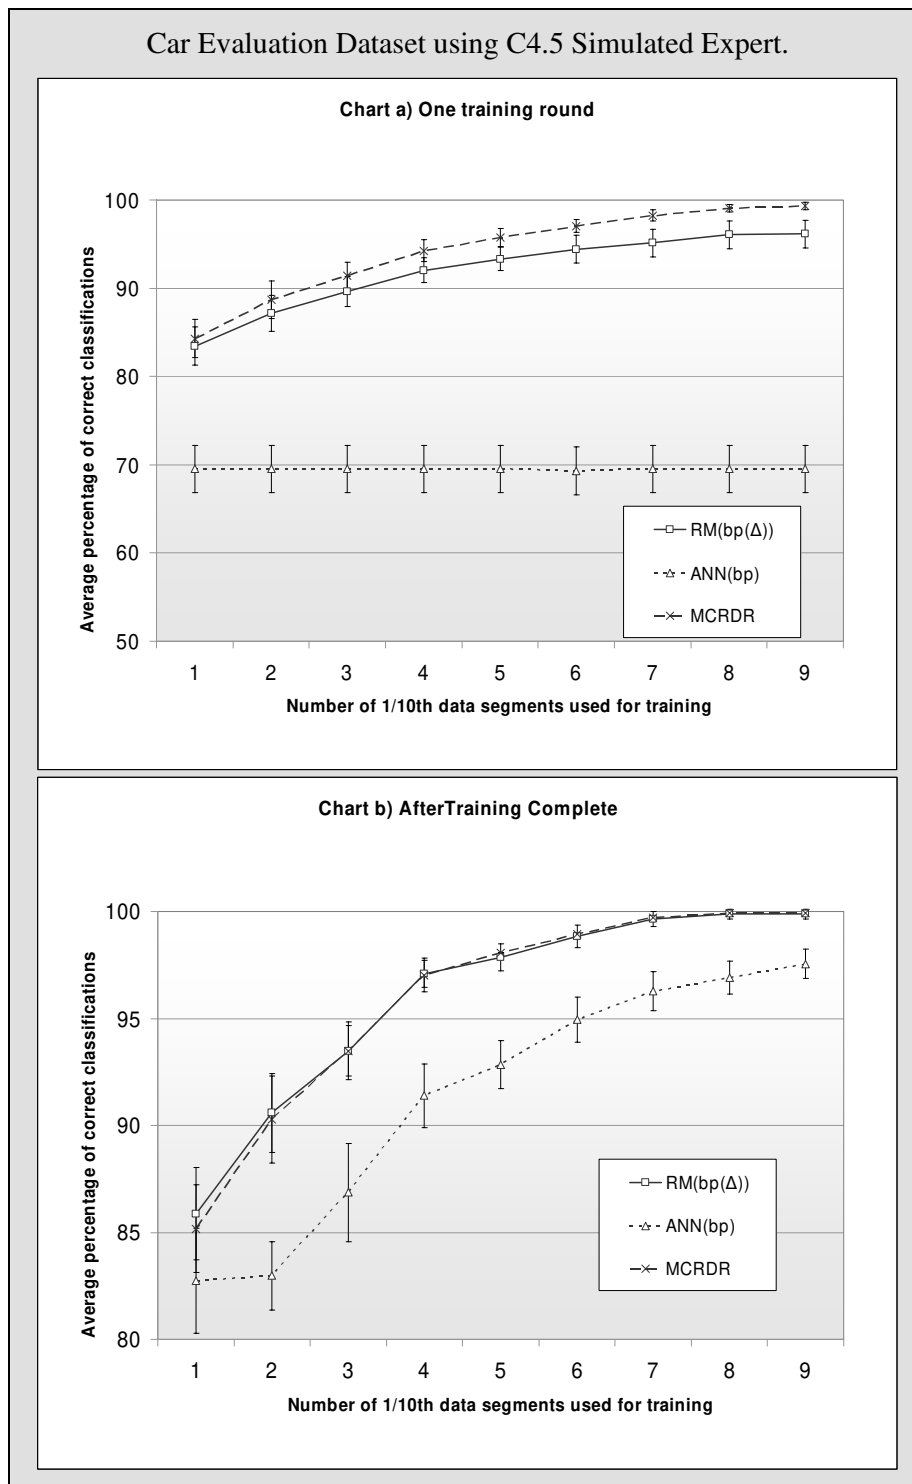 Car Evaluation Dataset using C4.5 Simulated Expert.
Chart a) One training round
Average percentage of correct classifications
100
90
80
70
60
50
RM(bp(Δ))
ANN(bp)
MCRDR
1 2 3 4 5 6 7 8 9
Number of 1/10th data segments used for training
Chart b) AfterTraining Complete
Average percentage of correct classifications
100
95
90
85
80
RM(bp(Δ))
ANN(bp)
MCRDR
1 2 3 4 5 6 7 8 9
Number of 1/10th data segments used for training